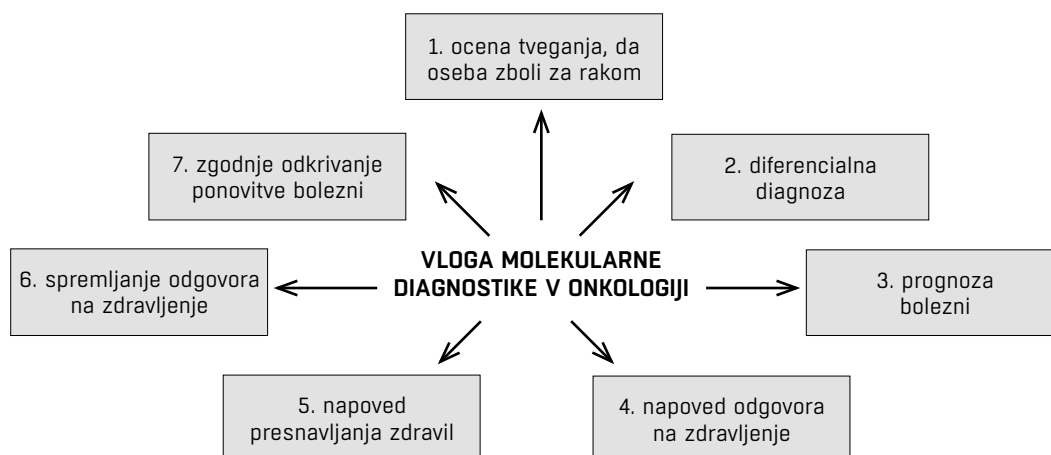 1. ocena tveganja, da
oseba zboli za rakom
7. zgodnje odkrivanje
ponovitve bolezni
2. diferencialna
diagnoza
VLOGA MOLEKULARNE
DIAGNOSTIKE V ONKOLOGIJI
6. spremljanje odgovora
na zdravljenje
3. prognoza
bolezni
5. napoved
presnavljanja zdravil
4. napoved odgovora
na zdravljenje